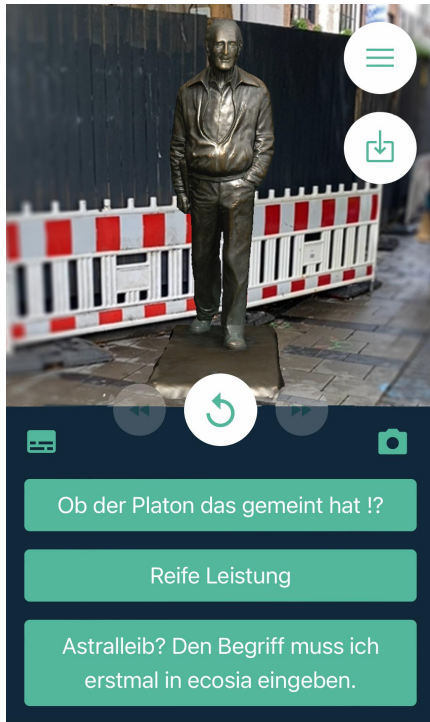 Ob der Platon das gemeint hat !?
Reife Leistung
Astralleib? Den Begriff muss ich
erstmal in ecosia eingeben.